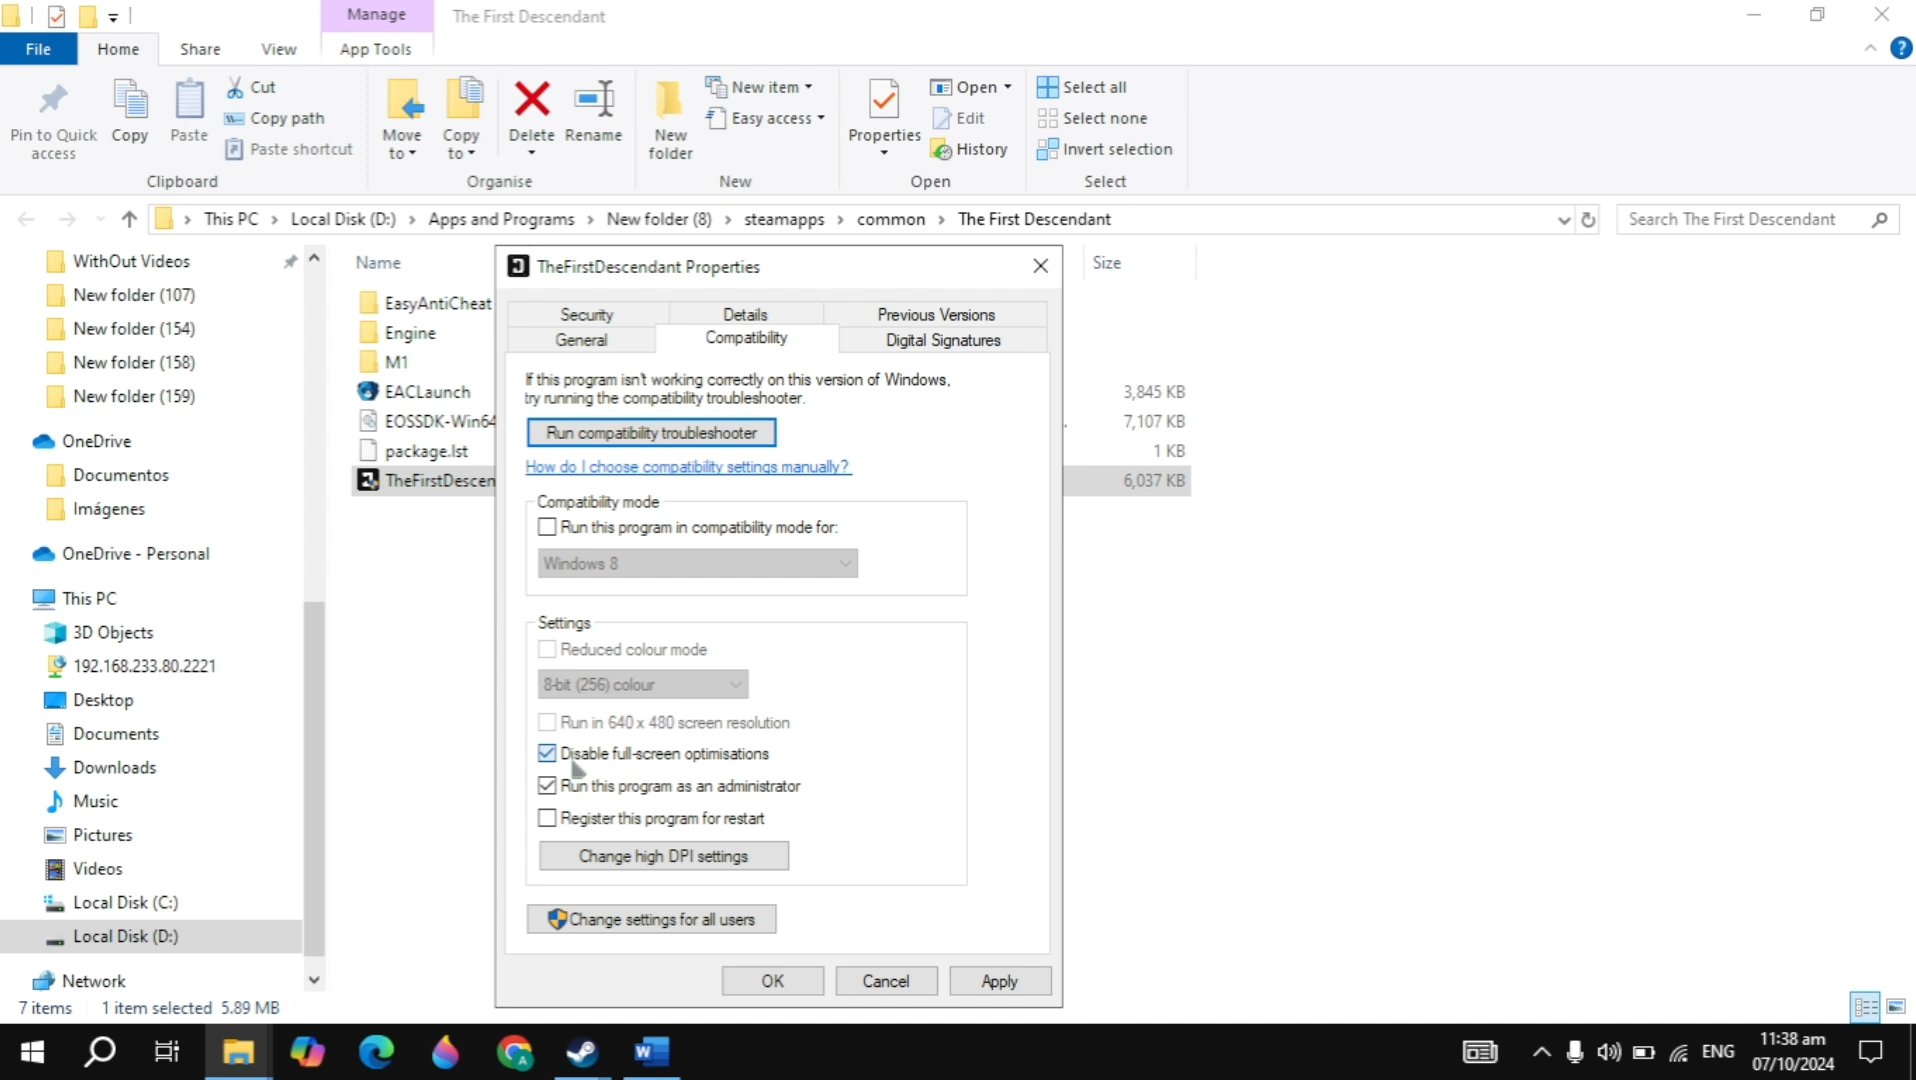 Manage
The First Descendant
File
Home
Share
View
App Tools
Pin to Quick
access
Copy
Paste
Cut
Copy path
Paste shortcut
Clipboard
Move
to
Copy
to
Delete
Rename
Organise
New
folder
New item
Easy access
New
Properties
Open
Edit
History
Open
Select all
Select none
Invert selection
Select
This PC
Local Disk (D:)
Apps and Programs
New folder (8)
steamapps
common
The First Descendant
Search The First Descendant
WithOut Videos
New folder (107)
New folder (154)
New folder (158)
New folder (159)
OneDrive
Documentos
Imágenes
OneDrive - Personal
This PC
3D Objects
192.168.233.80.2221
Desktop
Documents
Downloads
Music
Pictures
Videos
Local Disk (C:)
Local Disk (D:)
Network
Name
Size
EasyAntiCheat
Engine
M1
EACLaunch
3,845 KB
EOSSDK-Win64
7,107 KB
package.lst
1 KB
TheFirstDescen
6,037 KB
TheFirstDescendant Properties
Security
Details
Previous Versions
General
Compatibility
Digital Signatures
If this program isn't working correctly on this version of Windows,
try running the compatibility troubleshooter.
Run compatibility troubleshooter
How do I choose compatibility settings manually?
Compatibility mode
Run this program in compatibility mode for:
Windows 8
Settings
Reduced colour mode
8-bit (256) colour
Run in 640 x 480 screen resolution
Disable full-screen optimisations
Run this program as an administrator
Register this program for restart
Change high DPI settings
Change settings for all users
OK
Cancel
Apply
7 items
1 item selected 5.89 MB
ENG
11:38 am
07/10/2024